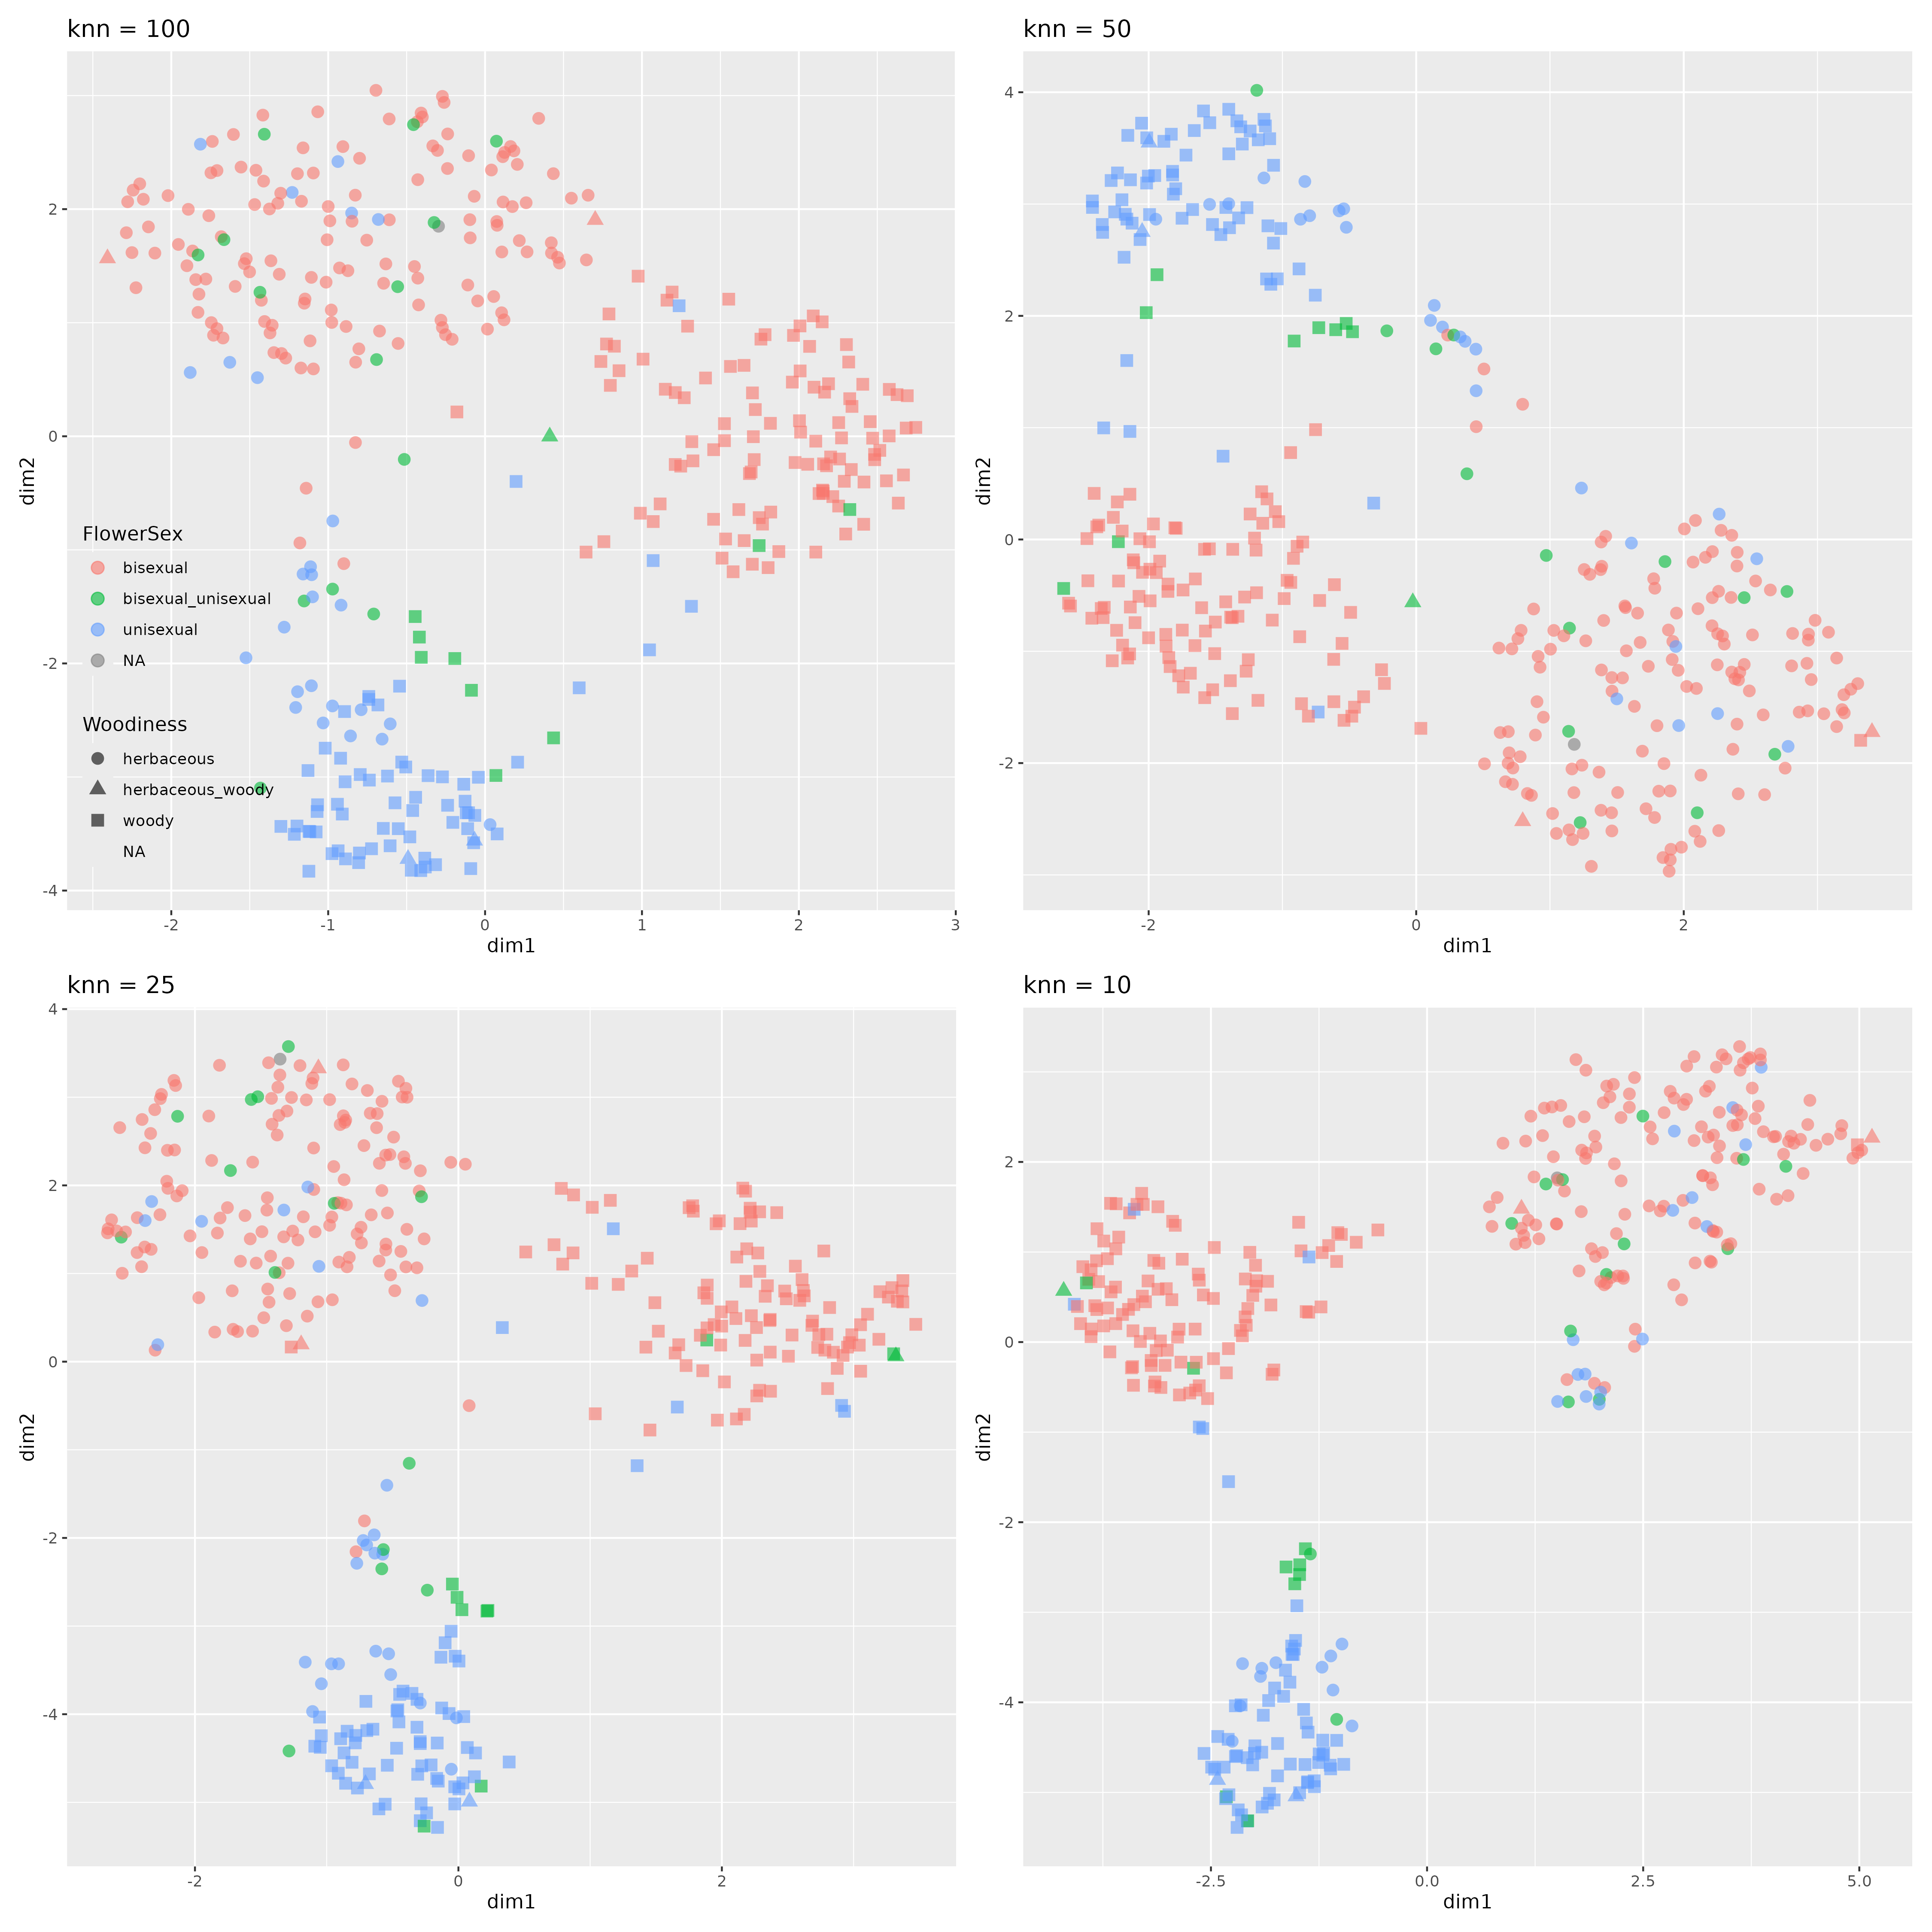 knn = 100
4
2
0
-2
-4
dim2
FlowerSex
bisexual
bisexual_unisexual
unisexual
NA
Woodiness
herbaceous
herbaceous_woody
woody
NA
-2
-1
0
1
2
3
dim1
knn = 50
4
2
0
-2
dim2
-2
0
2
dim1
knn = 25
4
2
0
-2
-4
dim2
-2
0
2
dim1
knn = 10
2
0
-2
-4
dim2
-2.5
0.0
2.5
5.0
dim1